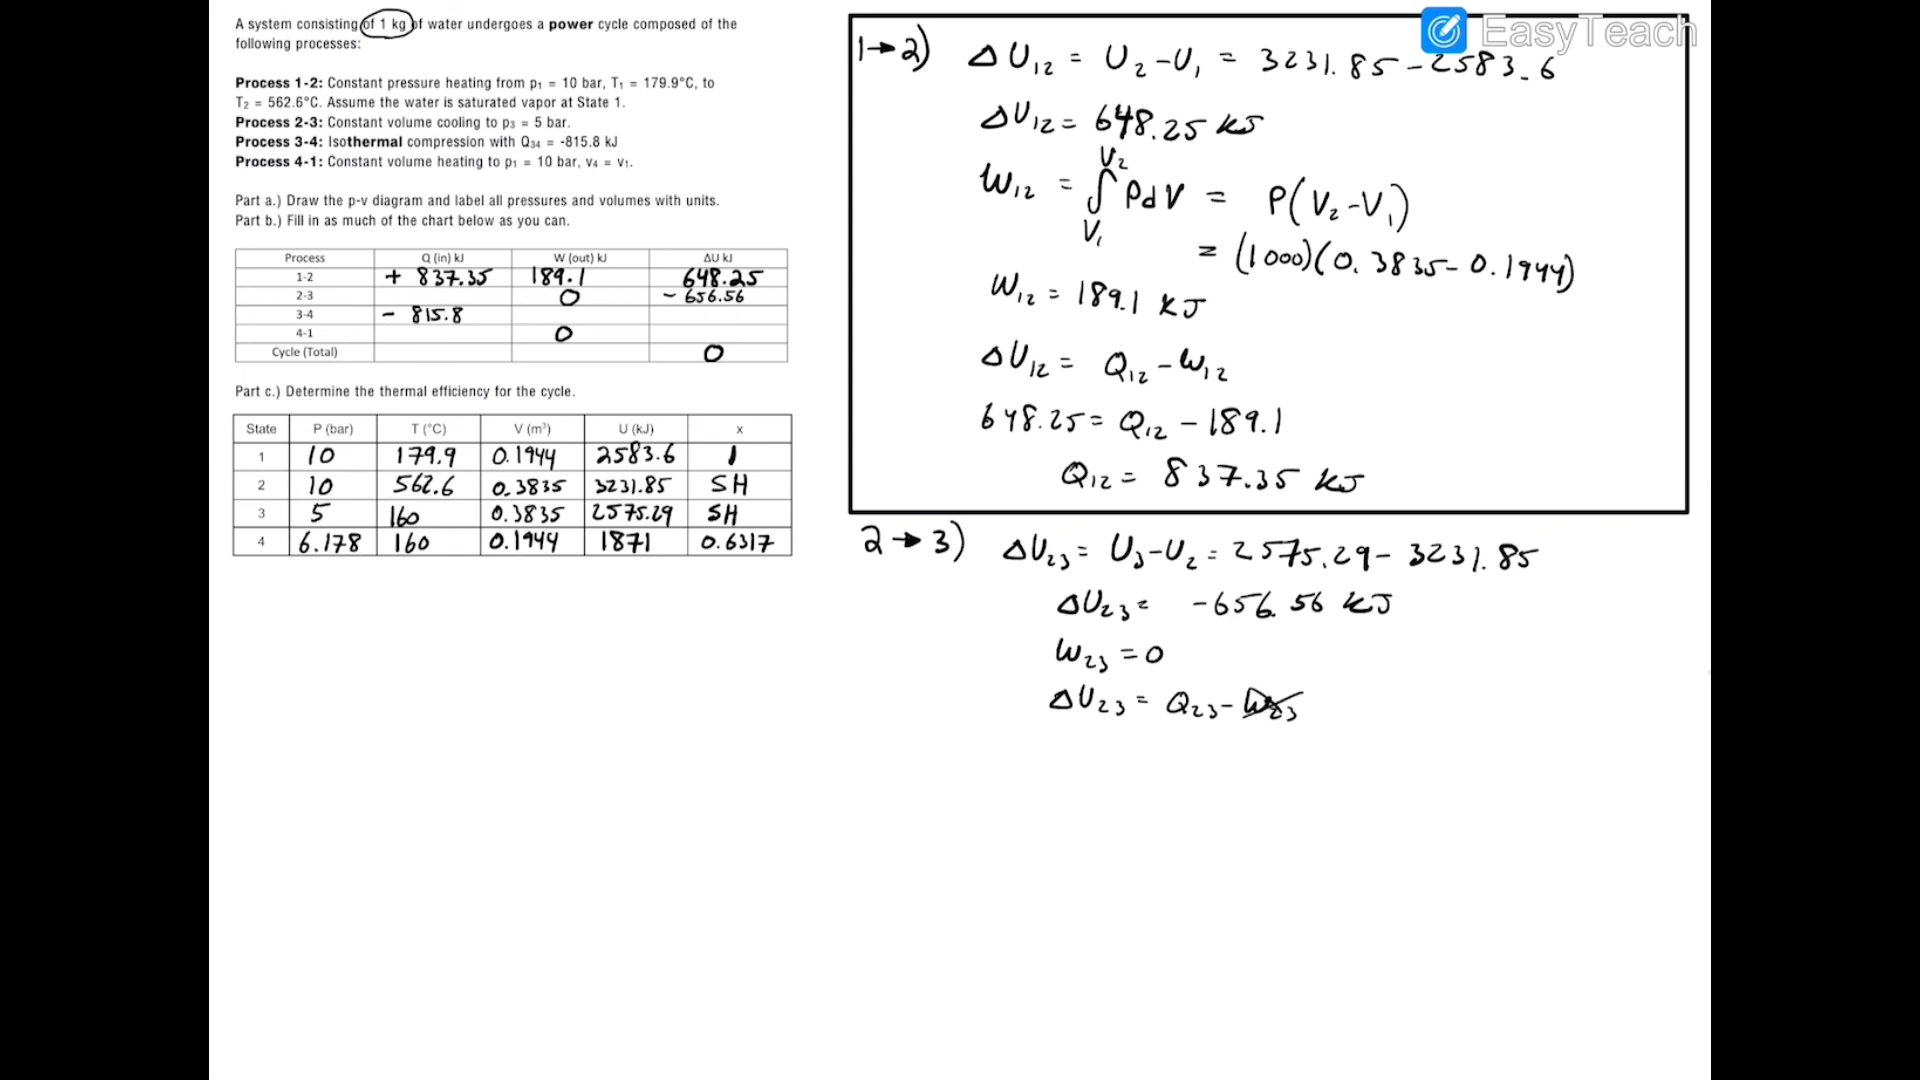 A system consisting of 1 kg of water undergoes a power cycle composed of the
following processes:
Process 1-2: Constant pressure heating from p₁ = 10 bar, T₁ = 179.9°C, to
T₂ = 562.6°C. Assume the water is saturated vapor at State 1.
Process 2-3: Constant volume cooling to p₃ = 5 bar.
Process 3-4: Isothermal compression with Q₃₄ = -815.8 kJ
Process 4-1: Constant volume heating to p₁ = 10 bar, v₄ = v₁.
Part a.) Draw the p-v diagram and label all pressures and volumes with units.
Part b.) Fill in as much of the chart below as you can.
Process Q (in) kJ W (out) kJ ΔU kJ
1-2 + 837.35 189.1 648.25
2-3 0 - 656.56
3-4 - 815.8
4-1 0
Cycle (Total) 0
Part c.) Determine the thermal efficiency for the cycle.
State P (bar) T (°C) V (m³) U (kJ) x
1 10 179.9 0.1944 2583.6 1
2 10 562.6 0.3835 3231.85 SH
3 5 160 0.3835 2575.29 SH
4 6.178 160 0.1944 1871 0.6317
EasyTeach
1→2) ΔU₁₂ = U₂-U₁ = 3231.85-2583.6
ΔU₁₂ = 648.25 kJ
W₁₂ = ∫_{V₁}^{V₂} PdV = P(V₂-V₁)
= (1000)(0.3835-0.1944)
W₁₂ = 189.1 kJ
ΔU₁₂ = Q₁₂-W₁₂
648.25 = Q₁₂ - 189.1
Q₁₂ = 837.35 kJ
2→3) ΔU₂₃ = U₃-U₂ = 2575.29 - 3231.85
ΔU₂₃ = -656.56 kJ
W₂₃ = 0
ΔU₂₃ = Q₂₃ - W₂₃